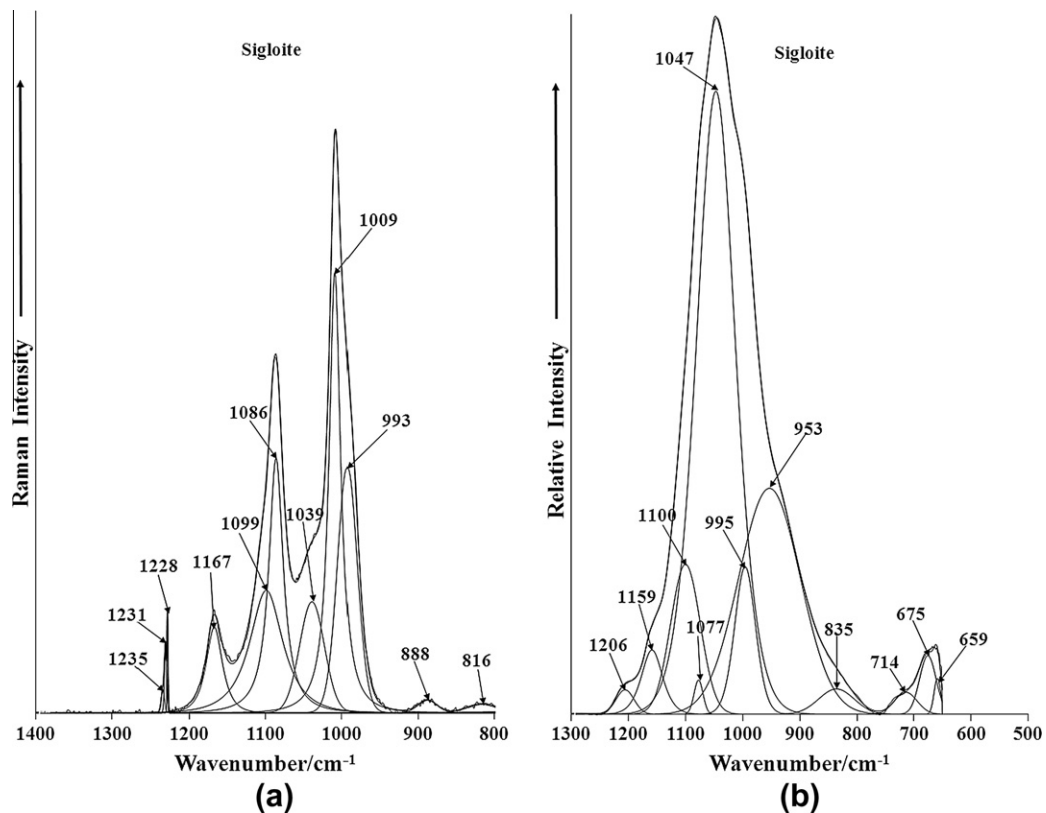 Sigloite
Raman Intensity
1009
1086
993
1099
1039
1167
1228
1231
1235
888
816
1400 1300 1200 1100 1000 900 800
Wavenumber/cm-1
(a)
Sigloite
Relative Intensity
1047
953
1100
995
1159
1077
1206
835
714
675
659
1300 1200 1100 1000 900 800 700 600 500
Wavenumber/cm-1
(b)